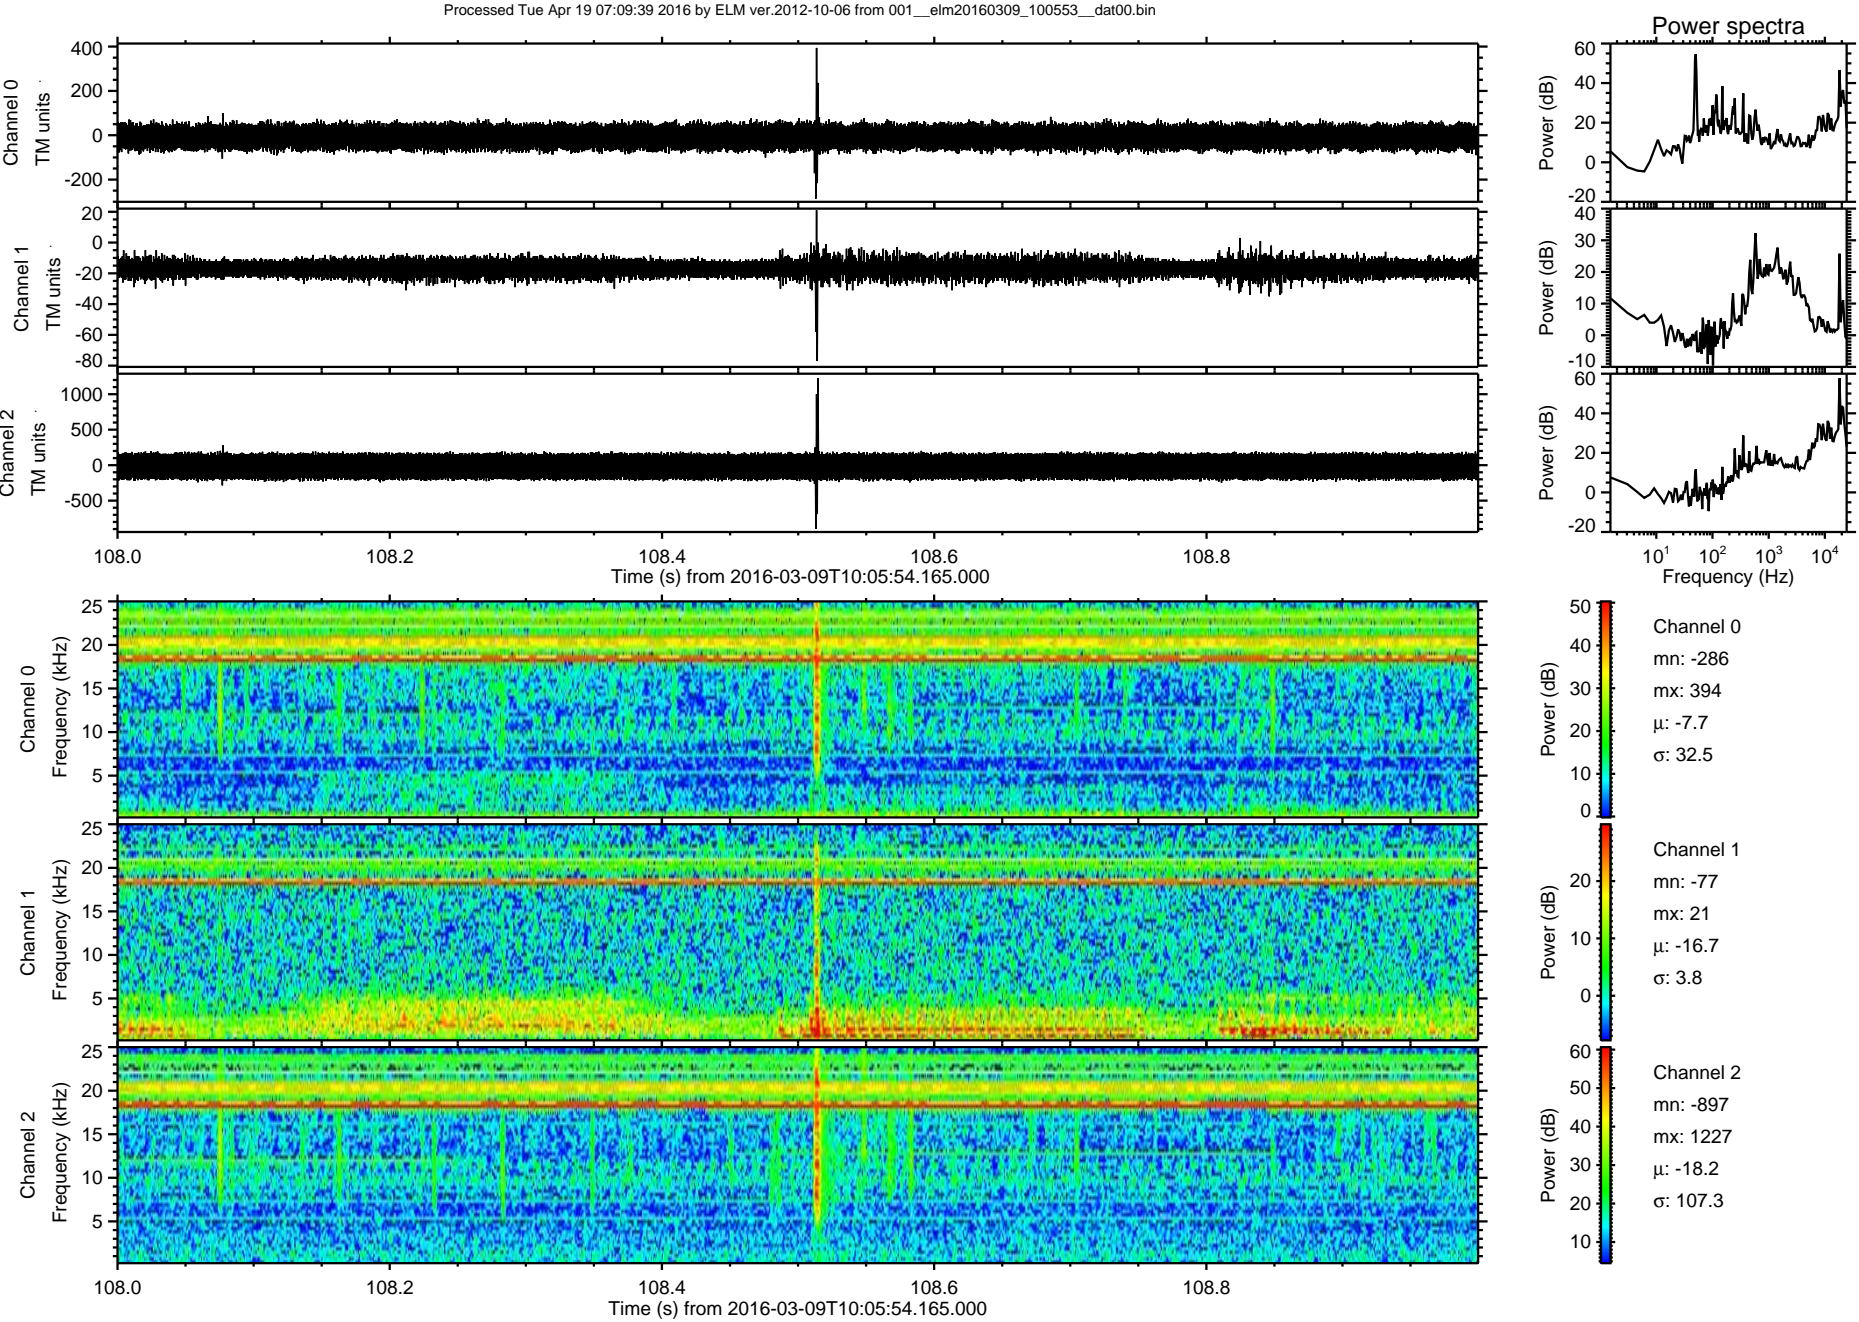 Processed Tue Apr 19 07:09:39 2016 by ELM ver.2012-10-06 from 001__elm20160309_100553__dat00.bin
Power spectra
Channel 0
TM units
400
200
0
-200
Power (dB)
60
40
20
0
-20
Channel 1
TM units
20
0
-20
-40
-60
-80
Power (dB)
40
30
20
10
0
-10
Channel 2
TM units
1000
500
0
-500
Power (dB)
60
40
20
0
-20
108.0 108.2 108.4 108.6 108.8
Time (s) from 2016-03-09T10:05:54.165.000
10¹ 10² 10³ 10⁴
Frequency (Hz)
Channel 0
Frequency (kHz)
25
20
15
10
5
Power (dB)
50
40
30
20
10
0
Channel 0
mn: -286
mx: 394
μ: -7.7
σ: 32.5
Channel 1
Frequency (kHz)
25
20
15
10
5
Power (dB)
20
10
0
Channel 1
mn: -77
mx: 21
μ: -16.7
σ: 3.8
Channel 2
Frequency (kHz)
25
20
15
10
5
Power (dB)
60
50
40
30
20
10
Channel 2
mn: -897
mx: 1227
μ: -18.2
σ: 107.3
108.0 108.2 108.4 108.6 108.8
Time (s) from 2016-03-09T10:05:54.165.000